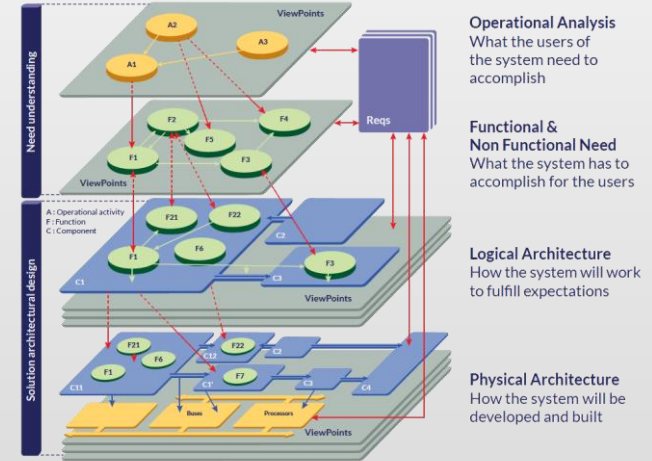 ViewPoints
A2
A3
A1
Need understanding
Reqs
F2
F4
F5
F1
F3
ViewPoints
Operational Analysis
What the users of
the system need to
accomplish
Functional &
Non Functional Need
What the system has to
accomplish for the users
A : Operational activity
F : Function
C : Component
F21
F22
C2
F1
F6
F3
C1
C3
ViewPoints
Logical Architecture
How the system will work
to fulfill expectations
Solution architectural design
F21
F22
C12
C2
F1
F6
F7
C11
C1'
C3
C4
Buses
Processors
ViewPoints
Physical Architecture
How the system will be
developed and built